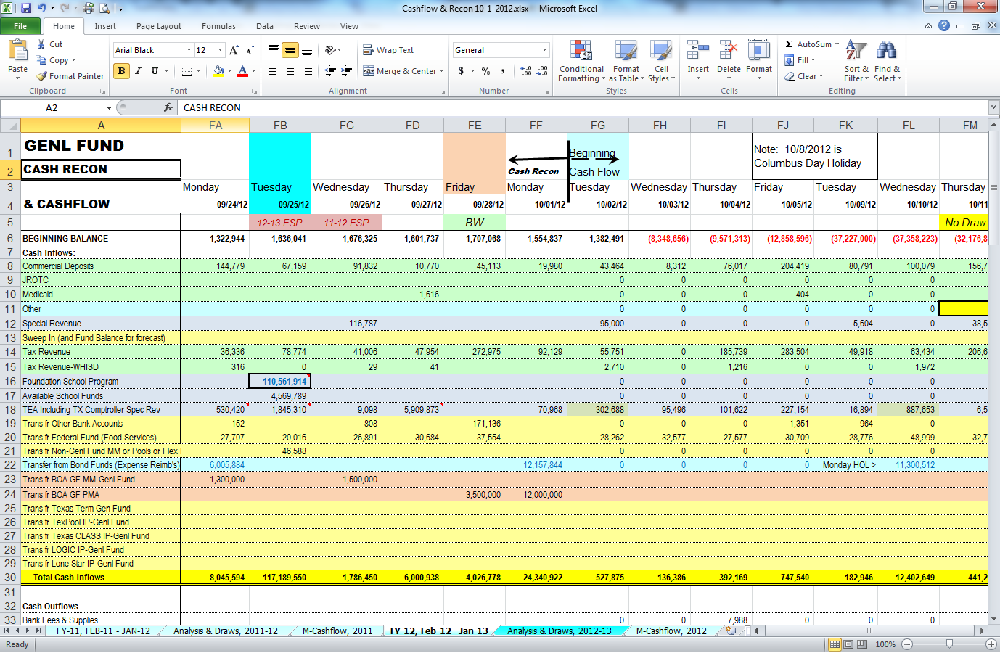 Cashflow & Recon 10-1-2012.xlsx - Microsoft Excel
File Home Insert Page Layout Formulas Data Review View
Paste Cut Copy Format Painter
Arial Black 12
B I U
Wrap Text
Merge & Center
General
$ % ,
Conditional Formatting Format as Table Cell Styles
Insert Delete Format
Σ AutoSum Fill Clear
Sort & Filter Find & Select
Clipboard Font Alignment Number Styles Cells Editing
A2 fx CASH RECON
A FA FB FC FD FE FF FG FH FI FJ FK FL FM
1 GENL FUND Beginning Note: 10/8/2012 is
2 CASH RECON Cash Recon Cash Flow Columbus Day Holiday
3 Monday Tuesday Wednesday Thursday Friday Monday Tuesday Wednesday Thursday Friday Tuesday Wednesday Thursday
4 & CASHFLOW 09/24/12 09/25/12 09/26/12 09/27/12 09/28/12 10/01/12 10/02/12 10/03/12 10/04/12 10/05/12 10/09/12 10/10/12 10/11
5 12-13 FSP 11-12 FSP BW No Draw
6 BEGINNING BALANCE 1,322,944 1,636,041 1,676,325 1,601,737 1,707,068 1,554,837 1,382,491 (8,348,656) (9,571,313) (12,858,596) (37,227,000) (37,358,223) (32,176,8
7 Cash Inflows:
8 Commercial Deposits 144,779 67,159 91,832 10,770 45,113 19,980 43,464 8,312 76,017 204,419 80,791 100,079 156,7
9 JROTC 0 0 0 0 0 0
10 Medicaid 1,616 0 0 0 404 0 0
11 Other 0 0 0 0 0 0
12 Special Revenue 116,787 95,000 0 0 0 5,604 0 38,5
13 Sweep In (and Fund Balance for forecast)
14 Tax Revenue 36,336 78,774 41,006 47,954 272,975 92,129 55,751 0 185,739 283,504 49,918 63,434 206,6
15 Tax Revenue-WHISD 316 0 29 41 2,710 0 1,216 0 0 1,972
16 Foundation School Program 110,561,914 0 0 0 0 0 0
17 Available School Funds 4,569,789 0 0 0 0 0 0
18 TEA Including TX Comptroller Spec Rev 530,420 1,845,310 9,098 5,909,873 70,968 302,688 95,496 101,622 227,154 16,894 887,653 6,5
19 Trans fr Other Bank Accounts 152 808 171,136 0 0 0 1,351 964 0
20 Trans fr Federal Fund (Food Services) 27,707 20,016 26,891 30,684 37,554 28,262 32,577 27,577 30,709 28,776 48,999 32,7
21 Trans fr Non-Genl Fund MM or Pools or Flex 46,588 0 0 0 0 0 0
22 Transfer from Bond Funds (Expense Reimb's) 6,005,884 12,157,844 0 0 0 0 Monday HOL > 11,300,512
23 Trans fr BOA GF MM-Genl Fund 1,300,000 1,500,000
24 Trans fr BOA GF PMA 3,500,000 12,000,000
25 Trans fr Texas Term Gen Fund
26 Trans fr TexPool IP-Genl Fund
27 Trans fr Texas CLASS IP-Genl Fund
28 Trans fr LOGIC IP-Genl Fund
29 Trans fr Lone Star IP-Genl Fund
30 Total Cash Inflows 8,045,594 117,189,550 1,786,450 6,000,938 4,026,778 24,340,922 527,875 136,386 392,169 747,540 182,946 12,402,649 441,2
31
32 Cash Outflows
33 Bank Fees & Supplies 0 0 7,988 0 0 0
FY-11, FEB-11 - JAN-12 Analysis & Draws, 2011-12 M-Cashflow, 2011 FY-12, Feb-12--Jan 13 Analysis & Draws, 2012-13 M-Cashflow, 2012
Ready 100%